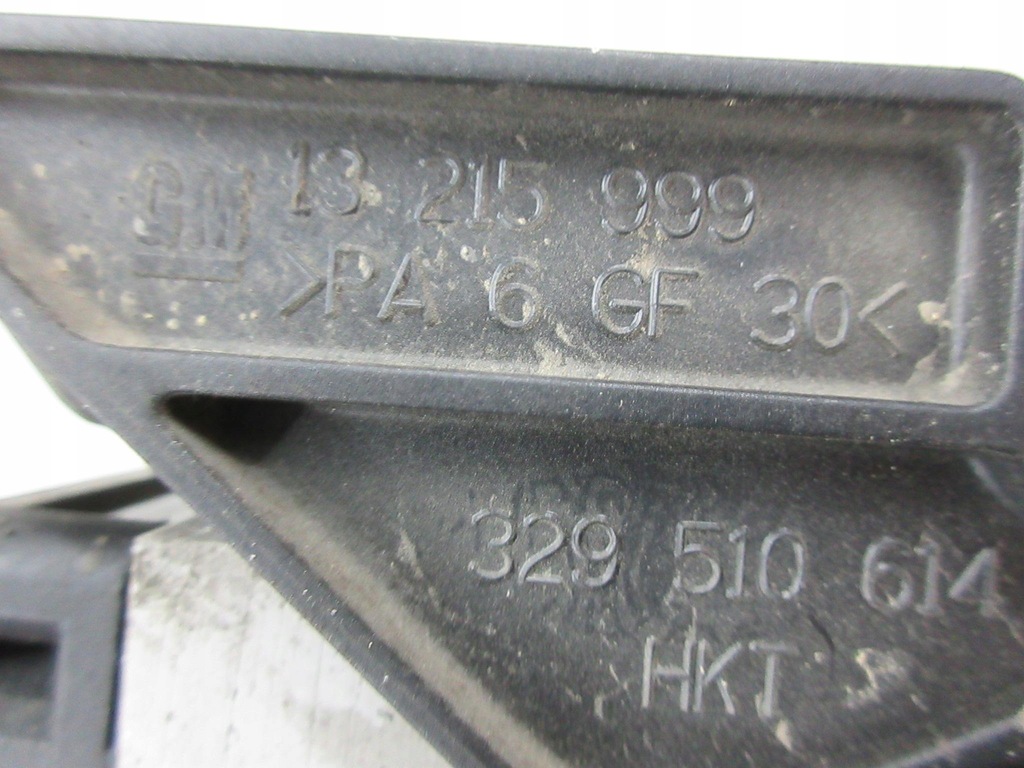 GM 13 215 999
>PA 6 GF 30<
329 510 614
HKT